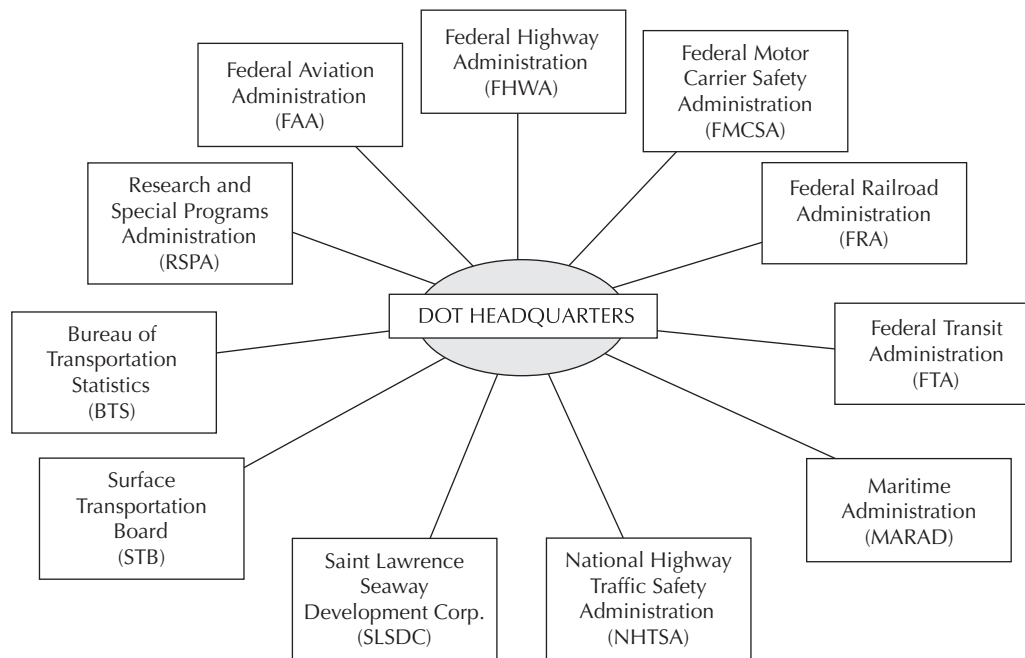 Federal Highway
Administration
(FHWA)
Federal Motor
Carrier Safety
Administration
(FMCSA)
Federal Railroad
Administration
(FRA)
Federal Transit
Administration
(FTA)
Maritime
Administration
(MARAD)
National Highway
Traffic Safety
Administration
(NHTSA)
Saint Lawrence
Seaway
Development Corp.
(SLSDC)
Surface
Transportation
Board
(STB)
Bureau of
Transportation
Statistics
(BTS)
Research and
Special Programs
Administration
(RSPA)
Federal Aviation
Administration
(FAA)
DOT HEADQUARTERS